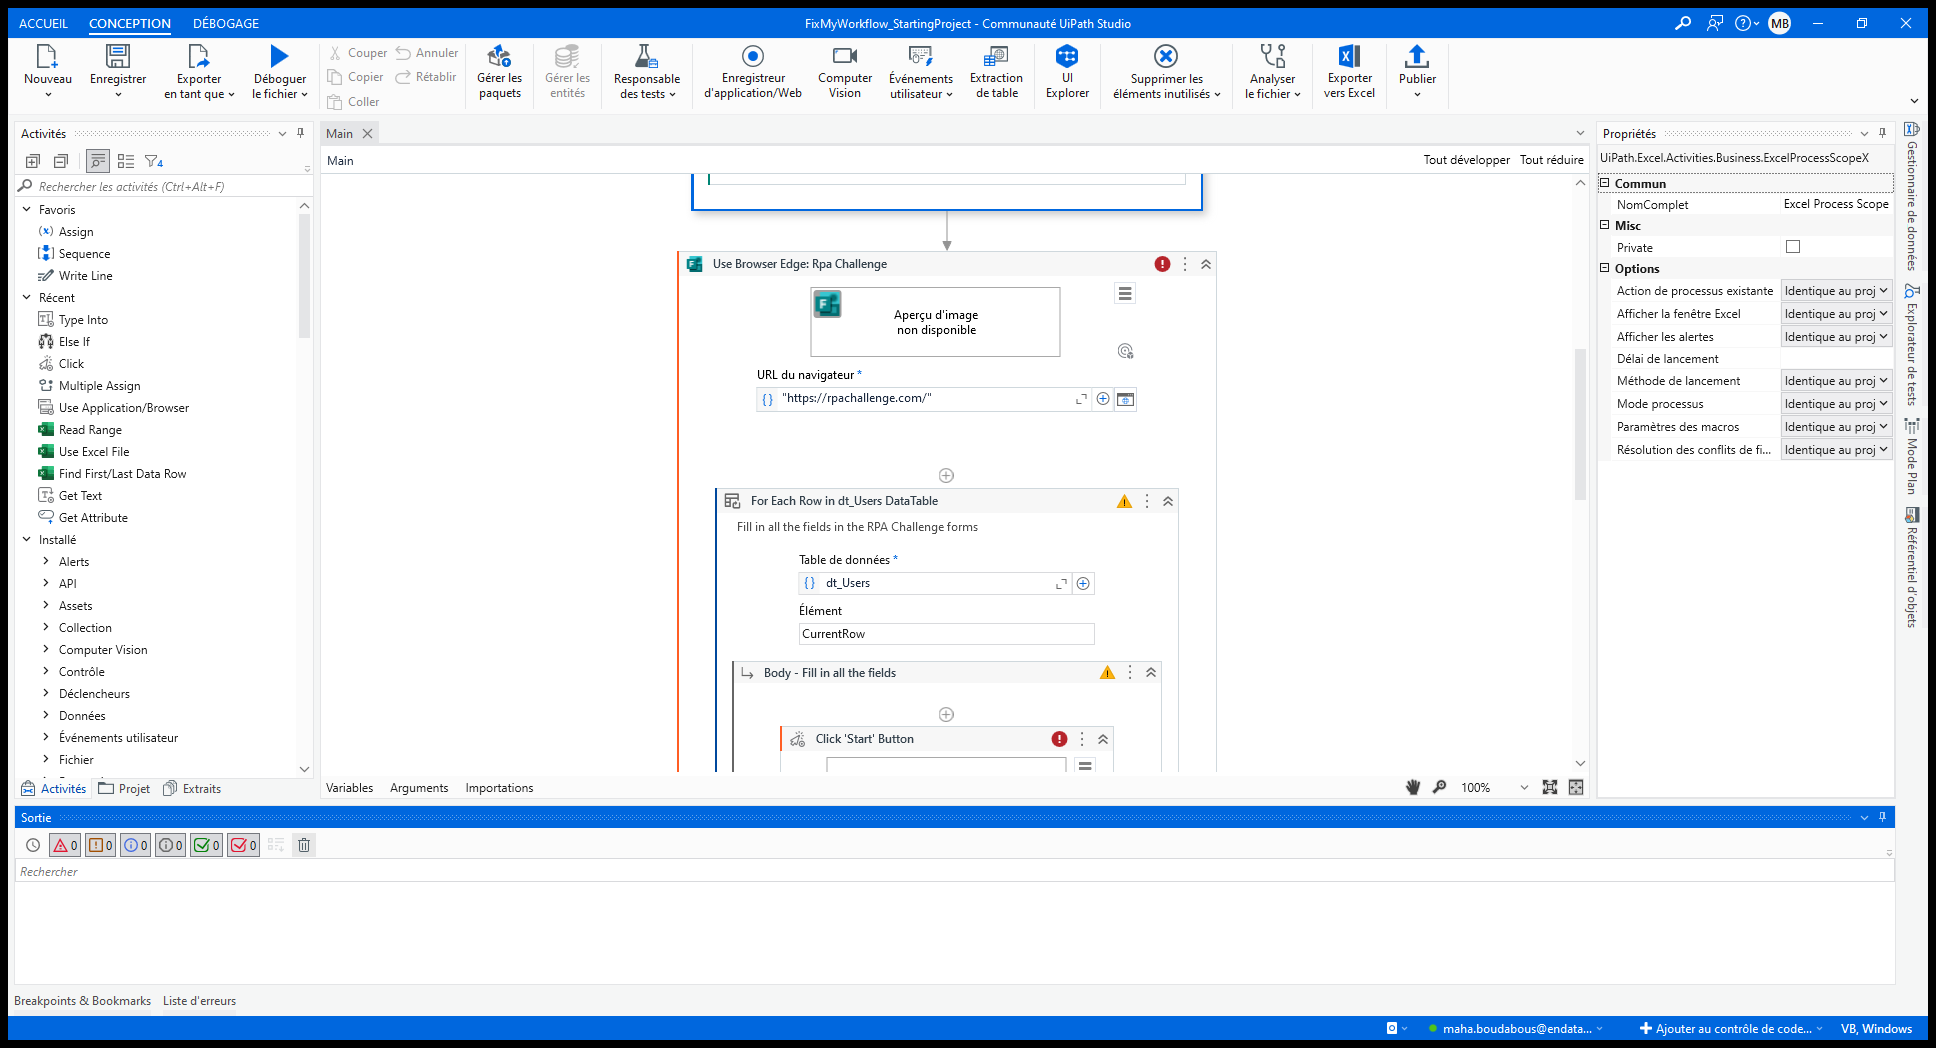 ACCUEIL CONCEPTION DÉBOGAGE FixMyWorkflow_StartingProject - Communauté UiPath Studio MB
Nouveau
Enregistrer
Exporter
en tant que
Déboguer
le fichier
Couper
Copier
Coller
Annuler
Rétablir
Gérer les
paquets
Gérer les
entités
Responsable
des tests
Enregistreur
d'application/Web
Computer
Vision
Événements
utilisateur
Extraction
de table
UI
Explorer
Supprimer les
éléments inutilisés
Analyser
le fichier
Exporter
vers Excel
Publier
Activités
4
Rechercher les activités (Ctrl+Alt+F)
Favoris
Assign
Sequence
Write Line
Récent
Type Into
Else If
Click
Multiple Assign
Use Application/Browser
Read Range
Use Excel File
Find First/Last Data Row
Get Text
Get Attribute
Installé
Alerts
API
Assets
Collection
Computer Vision
Contrôle
Déclencheurs
Données
Événements utilisateur
Fichier
Activités Projet Extraits
Main
Main Tout développer Tout réduire
Use Browser Edge: Rpa Challenge
Aperçu d'image
non disponible
URL du navigateur *
"https://rpachallenge.com/"
For Each Row in dt_Users DataTable
Fill in all the fields in the RPA Challenge forms
Table de données *
dt_Users
Élément
CurrentRow
Body - Fill in all the fields
Click 'Start' Button
Variables Arguments Importations 100%
Propriétés
UiPath.Excel.Activities.Business.ExcelProcessScopeX
Commun
NomComplet Excel Process Scope
Misc
Private
Options
Action de processus existante Identique au proj
Afficher la fenêtre Excel Identique au proj
Afficher les alertes Identique au proj
Délai de lancement
Méthode de lancement Identique au proj
Mode processus Identique au proj
Paramètres des macros Identique au proj
Résolution des conflits de fi... Identique au proj
Gestionnaire de données
Explorateur de tests
Mode Plan
Référentiel d'objets
Sortie
0 0 0 0 0 0
Rechercher
Breakpoints & Bookmarks Liste d'erreurs
maha.boudabous@endata... Ajouter au contrôle de code... VB, Windows